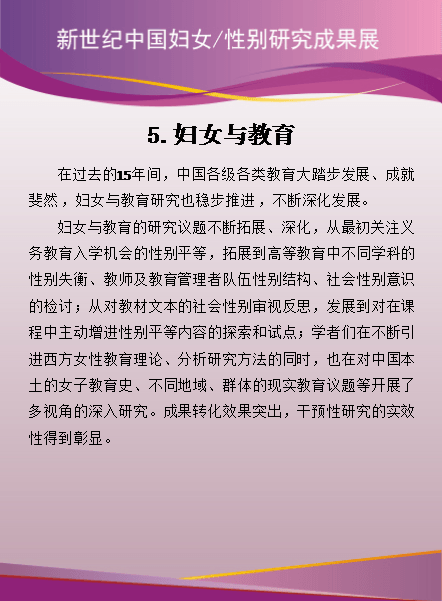 新世纪中国妇女/性别研究成果展
5.妇女与教育
在过去的15年间，中国各级各类教育大踏步发展、成就
斐然，妇女与教育研究也稳步推进，不断深化发展。
妇女与教育的研究议题不断拓展、深化，从最初关注义
务教育入学机会的性别平等，拓展到高等教育中不同学科的
性别失衡、教师及教育管理者队伍性别结构、社会性别意识
的检讨；从对教材文本的社会性别审视反思，发展到对在课
程中主动增进性别平等内容的探索和试点；学者们在不断引
进西方女性教育理论、分析研究方法的同时，也在对中国本
土的女子教育史、不同地域、群体的现实教育议题等开展了
多视角的深入研究。成果转化效果突出，干预性研究的实效
性得到彰显。